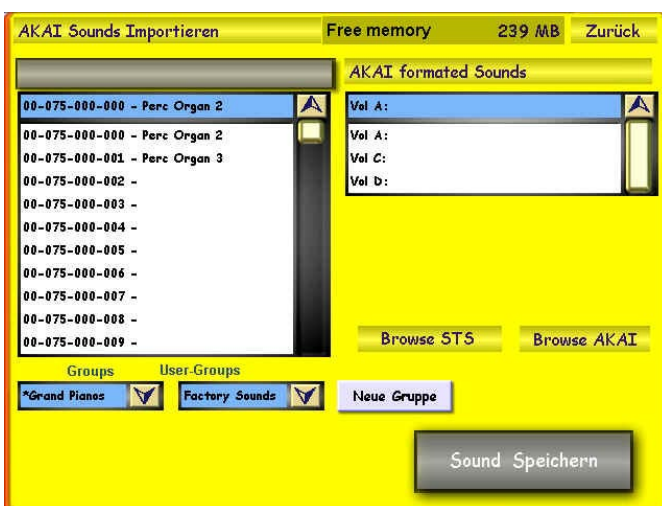 AKAI Sounds Importieren
Free memory 239 MB
Zurück
AKAI formated Sounds
00-075-000-000 - Perc Organ 2
00-075-000-000 - Perc Organ 2
00-075-000-001 - Perc Organ 3
00-075-000-002 -
00-075-000-003 -
00-075-000-004 -
00-075-000-005 -
00-075-000-006 -
00-075-000-007 -
00-075-000-008 -
00-075-000-009 -
Vol A:
Vol A:
Vol C:
Vol D:
Browse STS
Browse AKAI
Groups
User-Groups
*Grand Pianos
Factory Sounds
Neue Gruppe
Sound Speichern